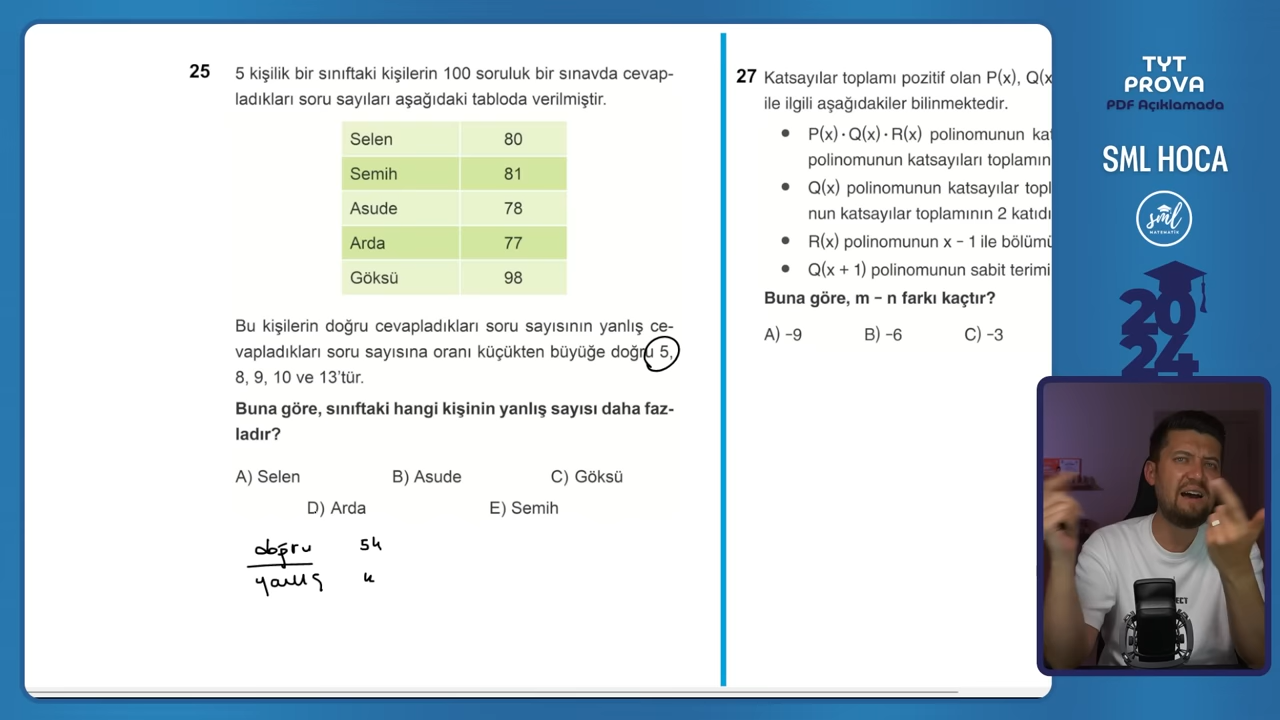 25 5 kişilik bir sınıftaki kişilerin 100 soruluk bir sınavda cevap-
ladıkları soru sayıları aşağıdaki tabloda verilmiştir.
Selen 80
Semih 81
Asude 78
Arda 77
Göksü 98
Bu kişilerin doğru cevapladıkları soru sayısının yanlış ce-
vapladıkları soru sayısına oranı küçükten büyüğe doğru 5,
8, 9, 10 ve 13'tür.
Buna göre, sınıftaki hangi kişinin yanlış sayısı daha faz-
ladır?
A) Selen B) Asude C) Göksü
D) Arda E) Semih
doğru 5k
yanlış k
27 Katsayılar toplamı pozitif olan P(x), Q(x
ile ilgili aşağıdakiler bilinmektedir.
• P(x) · Q(x) · R(x) polinomunun kat
polinomunun katsayıları toplamın
• Q(x) polinomunun katsayılar topl
nun katsayılar toplamının 2 katıdı
• R(x) polinomunun x – 1 ile bölümü
• Q(x + 1) polinomunun sabit terimi
Buna göre, m – n farkı kaçtır?
A) –9 B) –6 C) –3
TYT
PROVA
PDF Açıklamada
SML HOCA
sml
MATEMATİK
2024